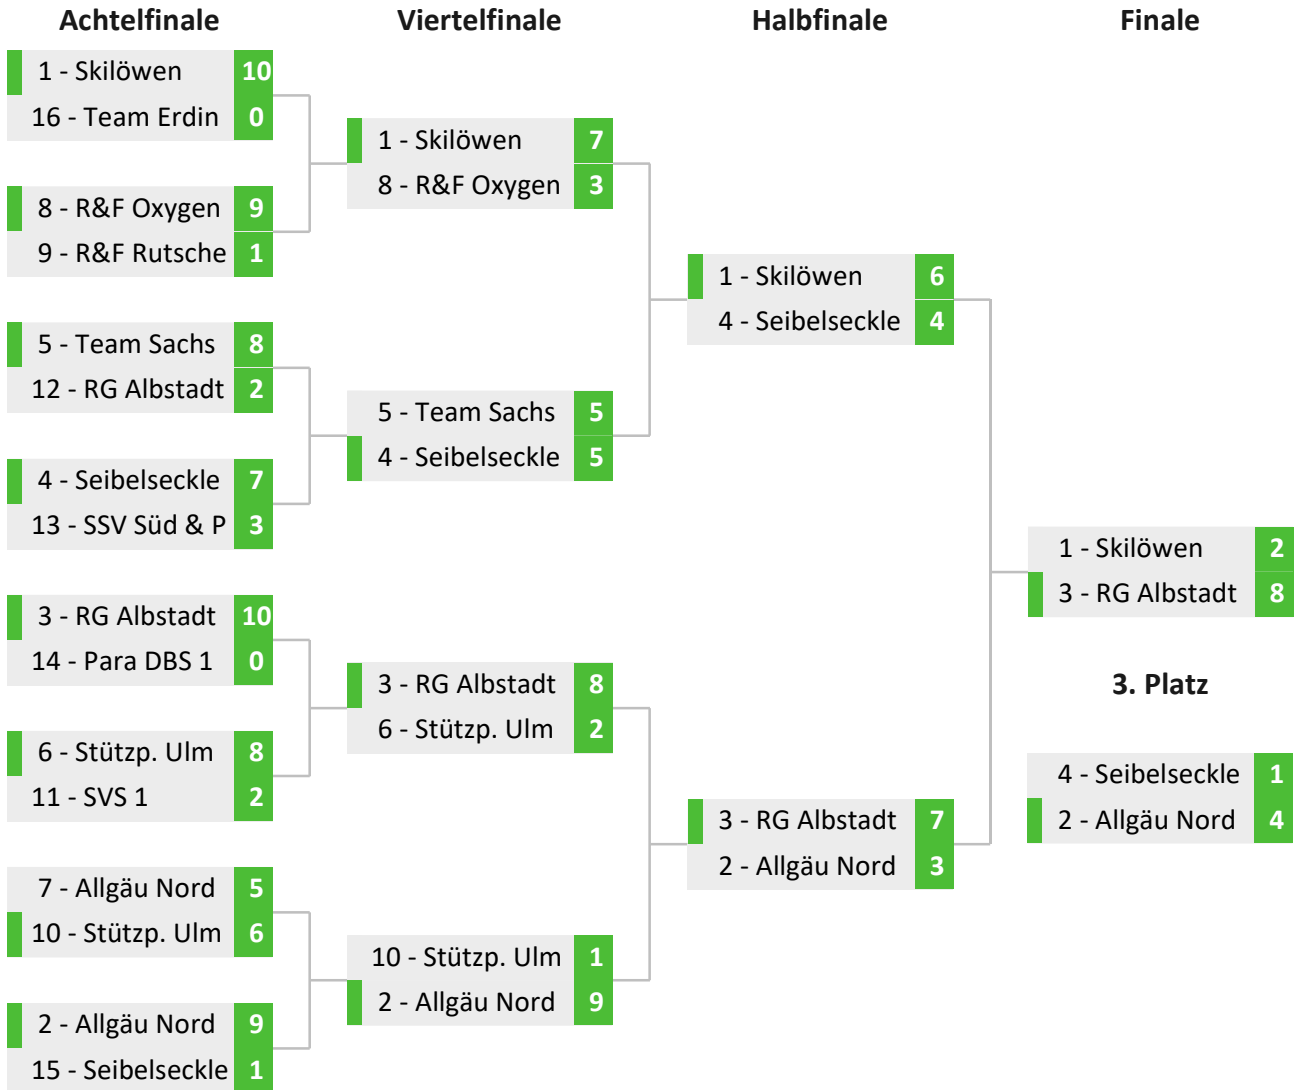 Achtelfinale
1 - Skilöwen 10
16 - Team Erdin 0
8 - R&F Oxygen 9
9 - R&F Rutsche 1
5 - Team Sachs 8
12 - RG Albstadt 2
4 - Seibelseckle 7
13 - SSV Süd & P 3
3 - RG Albstadt 10
14 - Para DBS 1 0
6 - Stützp. Ulm 8
11 - SVS 1 2
7 - Allgäu Nord 5
10 - Stützp. Ulm 6
2 - Allgäu Nord 9
15 - Seibelseckle 1
Viertelfinale
1 - Skilöwen 7
8 - R&F Oxygen 3
5 - Team Sachs 5
4 - Seibelseckle 5
3 - RG Albstadt 8
6 - Stützp. Ulm 2
10 - Stützp. Ulm 1
2 - Allgäu Nord 9
Halbfinale
1 - Skilöwen 6
4 - Seibelseckle 4
3 - RG Albstadt 7
2 - Allgäu Nord 3
Finale
1 - Skilöwen 2
3 - RG Albstadt 8
3. Platz
4 - Seibelseckle 1
2 - Allgäu Nord 4